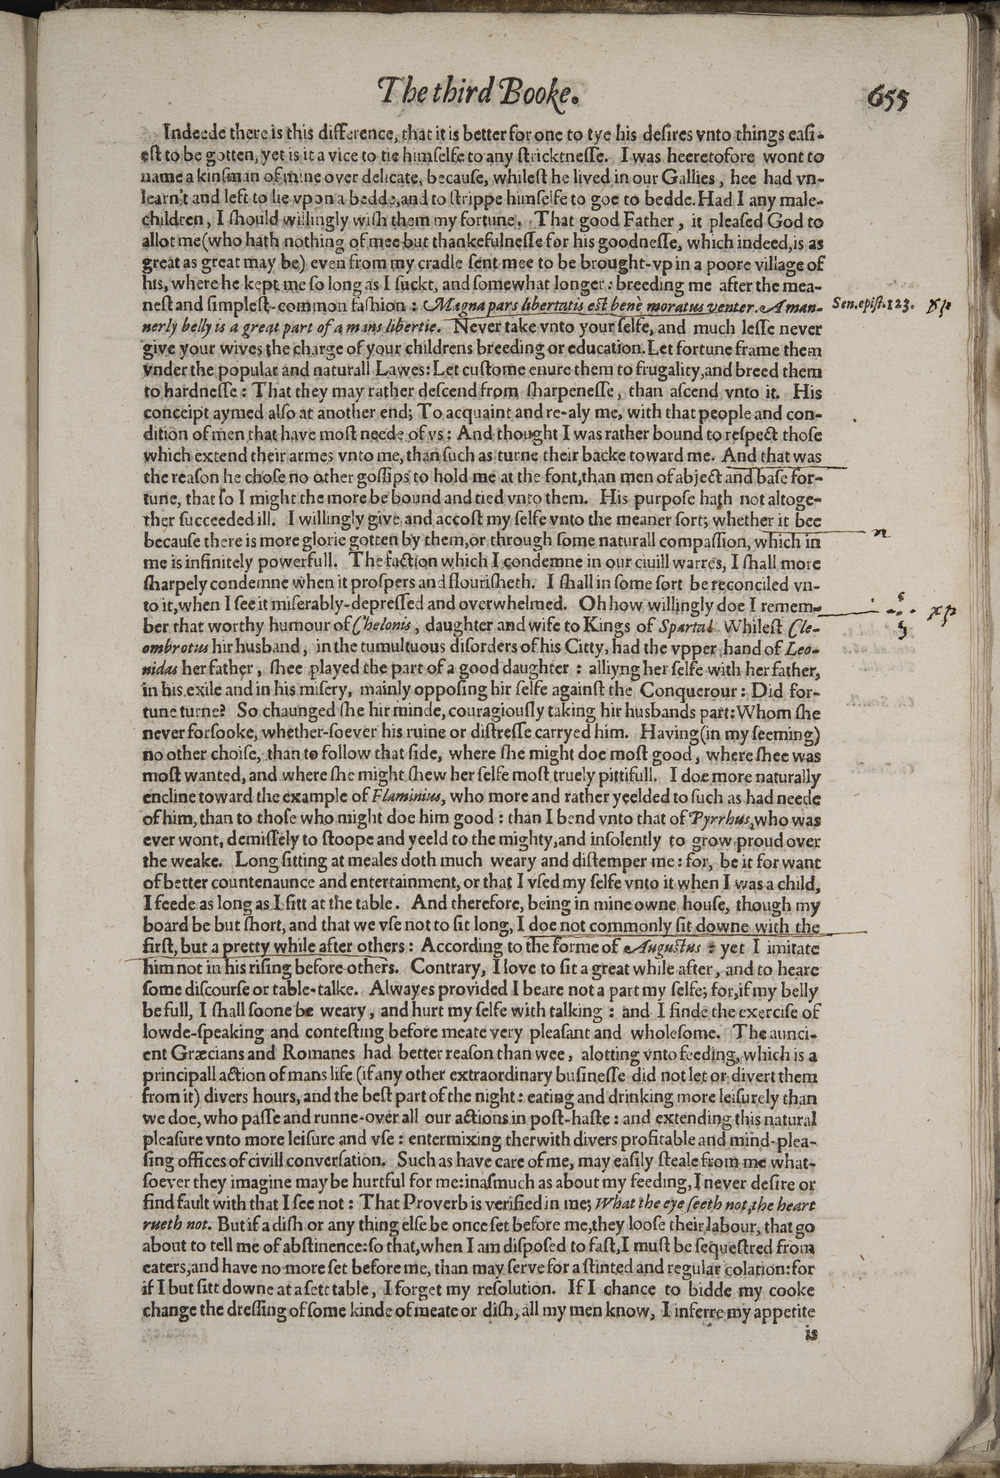 The third Booke. 655
Indeede there is this difference, that it is better for one to tye his deſires vnto things eaſi-
eſt to be gotten, yet is it a vice to tie himſelfe to any ſtricktneſſe. I was heeretofore wont to
name a kinſman of mine over delicate, becauſe, whileſt he lived in our Gallies, hee had vn-
learn't and left to lie vpon a bedde, and to ſtrippe himſelfe to goe to bedde. Had I any male-
children, I ſhould willingly wiſh them my fortune. That good Father, it pleaſed God to
allot me (who hath nothing of mee but thankefulneſſe for his goodneſſe, which indeed, is as
great as great may be) even from my cradle ſent mee to be brought-vp in a poore village of
his, where he kept me ſo long as I ſuckt, and ſomewhat longer: breeding me after the mea-
neſt and ſimpleſt-common faſhion: Magna pars libertatis est benè moratus venter. A man- Sen. epiſt. 123.
nerly belly is a great part of a mans libertie. Never take vnto your ſelfe, and much leſſe never
give your wives the charge of your childrens breeding or education. Let fortune frame them
vnder the popular and naturall Lawes: Let cuſtome enure them to frugality, and breed them
to hardneſſe: That they may rather deſcend from ſharpeneſſe, than aſcend vnto it. His
conceipt aymed alſo at another end; To acquaint and re-aly me, with that people and con-
dition of men that have moſt neede of vs: And thought I was rather bound to reſpect thoſe
which extend their armes vnto me, than ſuch as turne their backe toward me. And that was
the reaſon he choſe no other goſſips to hold me at the font, than men of abject and baſe for-
tune, that ſo I might the more be bound and tied vnto them. His purpoſe hath not altoge-
ther ſucceeded ill. I willingly give and accoſt my ſelfe vnto the meaner ſort; whether it bee
becauſe there is more glorie gotten by them, or through ſome naturall compaſſion, which in n
me is infinitely powerfull. The faction which I condemne in our ciuill warres, I ſhall more
ſharpely condemne when it proſpers and flouriſheth. I ſhall in ſome ſort be reconciled vn-
to it, when I ſee it miſerably-depreſſed and overwhelmed. Oh how willingly doe I remem-
ber that worthy humour of Chelonis, daughter and wife to Kings of Sparta! Whileſt Cle-
ombrotus hir husband, in the tumultuous diſorders of his Citty, had the vpper hand of Leo-
nidas her father, ſhee played the part of a good daughter: alliyng her ſelfe with her father,
in his exile and in his miſery, mainly oppoſing hir ſelfe againſt the Conquerour: Did for-
tune turne? So chaunged ſhe hir minde, couragiouſly taking hir husbands part: Whom ſhe
never forſooke, whether-ſoever his ruine or diſtreſſe carryed him. Having (in my ſeeming)
no other choiſe, than to follow that ſide, where ſhe might doe moſt good, where ſhee was
moſt wanted, and where ſhe might ſhew her ſelfe moſt truely pittifull. I doe more naturally
encline toward the example of Flaminius, who more and rather yeelded to ſuch as had neede
of him, than to thoſe who might doe him good: than I bend vnto that of Pyrrhus, who was
ever wont, demiſſely to ſtoope and yeeld to the mighty, and inſolently to grow proud over
the weake. Long ſitting at meales doth much weary and diſtemper me: for, be it for want
of better countenaunce and entertainment, or that I vſed my ſelfe vnto it when I was a child,
I feede as long as I ſitt at the table. And therefore, being in mine owne houſe, though my
board be but ſhort, and that we vſe not to ſit long, I doe not commonly ſit downe with the
firſt, but a pretty while after others: According to the forme of Augustus: yet I imitate
him not in his riſing before others. Contrary, I love to ſit a great while after, and to heare
ſome diſcourſe or table-talke. Alwayes provided I beare not a part my ſelfe; for, if my belly
be full, I ſhall ſoone be weary, and hurt my ſelfe with talking: and I finde the exerciſe of
lowde-ſpeaking and conteſting before meate very pleaſant and wholeſome. The aunci-
ent Græcians and Romanes had better reaſon than wee, alotting vnto feeding, which is a
principall action of mans life (if any other extraordinary buſineſſe did not let or divert them
from it) divers hours, and the beſt part of the night: eating and drinking more leiſurely than
we doe, who paſſe and runne-over all our actions in poſt-haſte: and extending this natural
pleaſure vnto more leiſure and vſe: entermixing therwith divers profitable and mind-plea-
ſing offices of civill converſation. Such as have care of me, may eaſily ſteale from me what-
ſoever they imagine may be hurtful for me: inaſmuch as about my feeding, I never deſire or
find fault with that I ſee not: That Proverb is verified in me; What the eye ſeeth not, the heart
rueth not. But if a diſh or any thing elſe be once ſet before me, they looſe their labour, that go
about to tell me of abſtinence: ſo that, when I am diſpoſed to faſt, I muſt be ſequeſtred from
eaters, and have no more ſet before me, than may ſerve for a ſtinted and regular colation: for
if I but ſitt downe at a ſett table, I forget my reſolution. If I chance to bidde my cooke
change the dreſſing of ſome kinde of meate or diſh, all my men know, I inferre my appetite
is